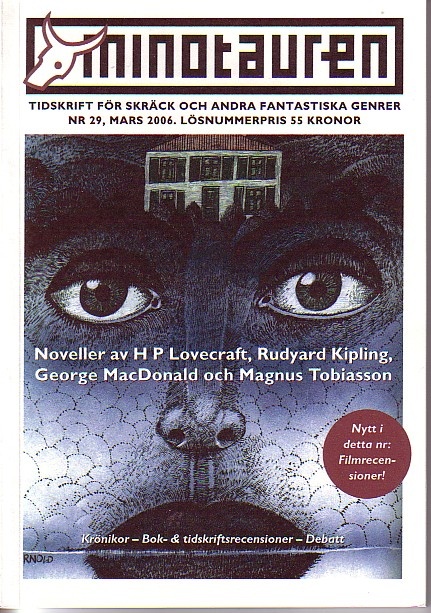 minotauren
TIDSKRIFT FÖR SKRÄCK OCH ANDRA FANTASTISKA GENRER
NR 29, MARS 2006. LÖSNUMMERPRIS 55 KRONOR
Noveller av H P Lovecraft, Rudyard Kipling,
George MacDonald och Magnus Tobiasson
Nytt i
detta nr:
Filmrecen-
sioner!
Krönikor – Bok- & tidskriftsrecensioner – Debatt
RNOLD